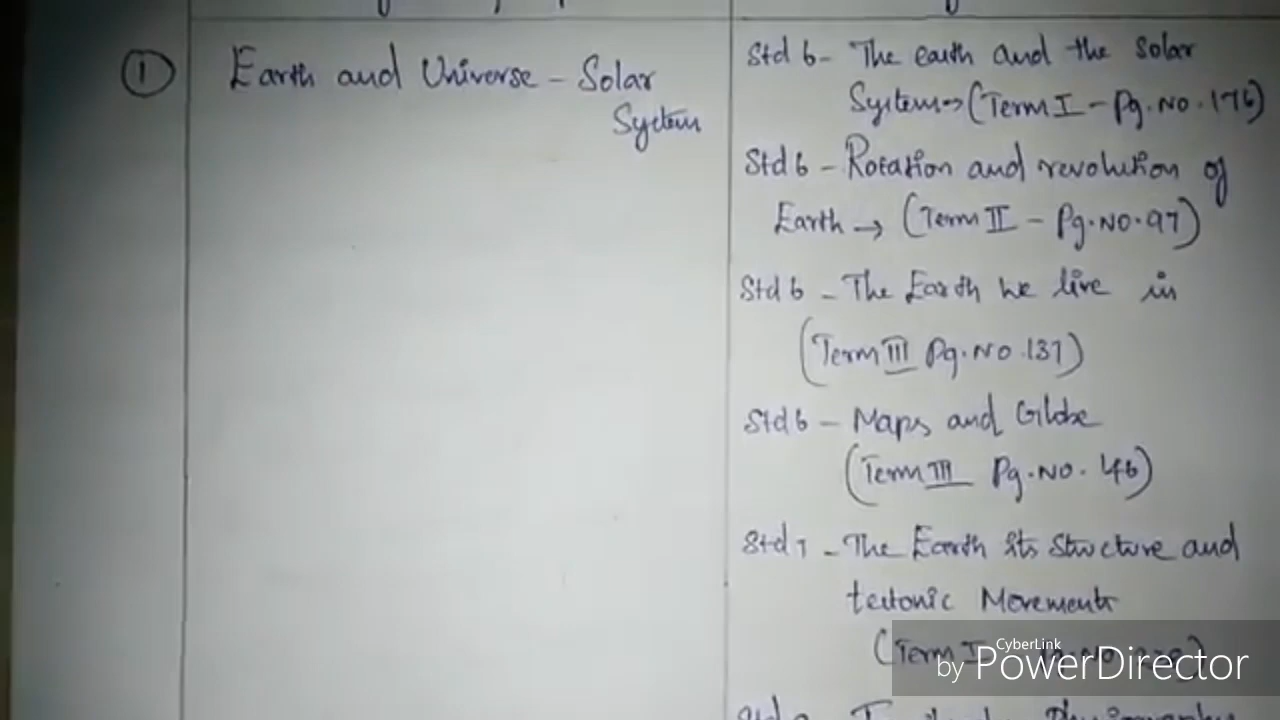 ① Earth and Universe - Solar
System
Std 6 - The earth and the Solar
System → (Term I - Pg. No. 176)
Std 6 - Rotation and revolution of
Earth → (Term II - Pg. No. 97)
Std 6 - The Earth we live in
(Term III Pg. No. 137)
Std 6 - Maps and Globe
(Term III Pg. No. 46)
Std 7 - The Earth its Structure and
tectonic Movements
(Term I
CyberLink
by PowerDirector